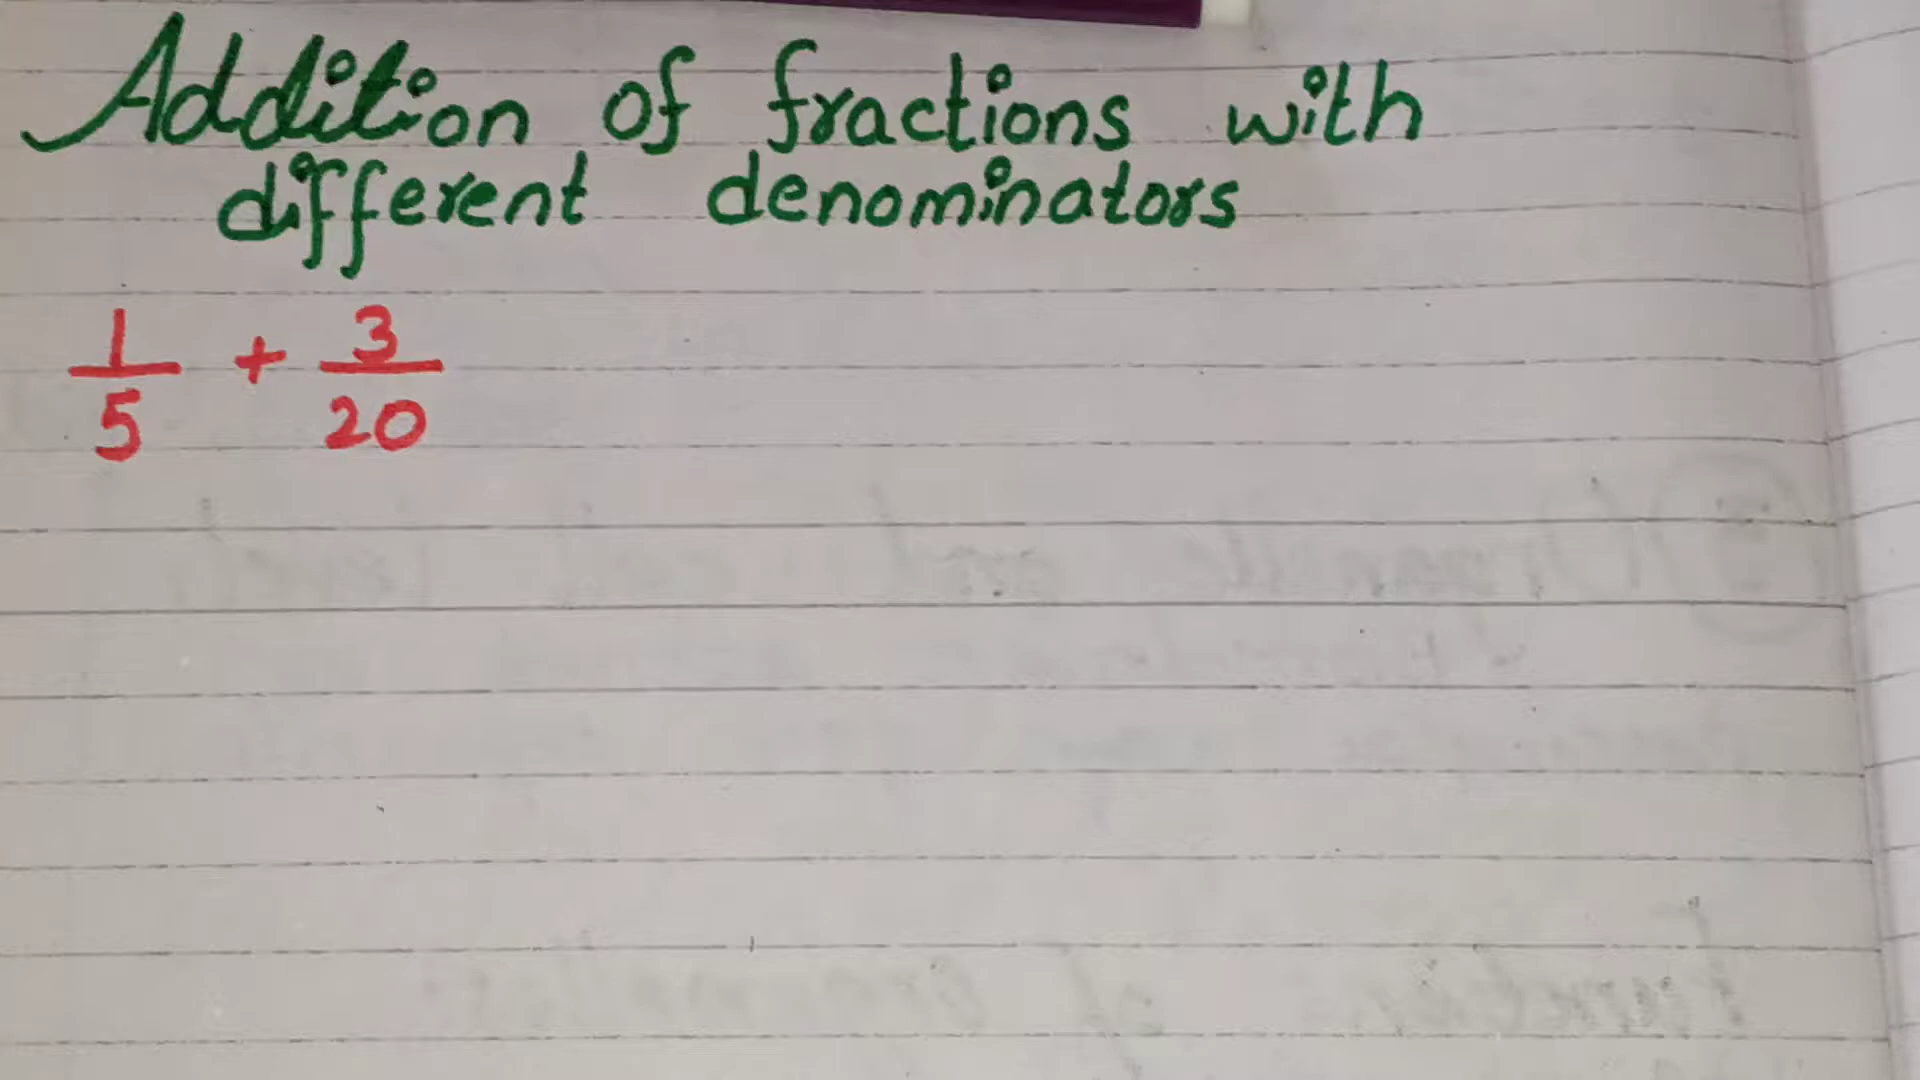 Addition of fractions with
different denominators
1/5 + 3/20